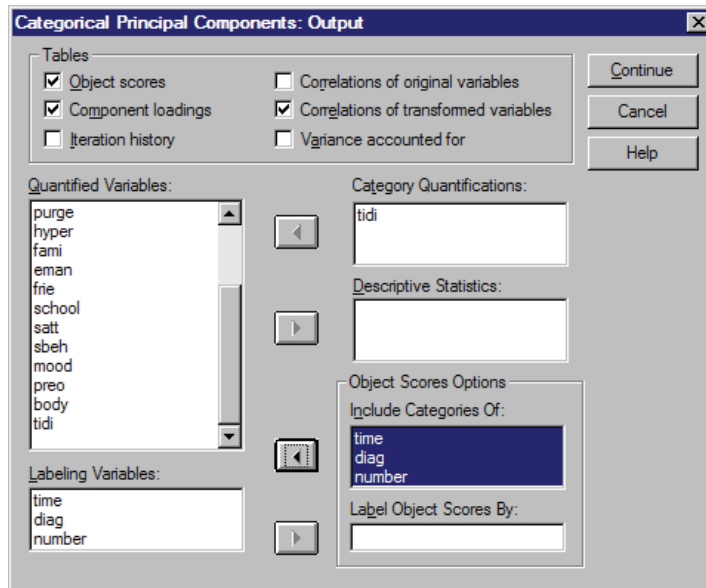 Categorical Principal Components: Output
Tables
Object scores
Correlations of original variables
Component loadings
Correlations of transformed variables
Iteration history
Variance accounted for
Continue
Cancel
Help
Quantified Variables:
purge
hyper
fami
eman
frie
school
satt
sbeh
mood
preo
body
tidi
Category Quantifications:
tidi
Descriptive Statistics:
Object Scores Options
Include Categories Of:
time
diag
number
Labeling Variables:
time
diag
number
Label Object Scores By: